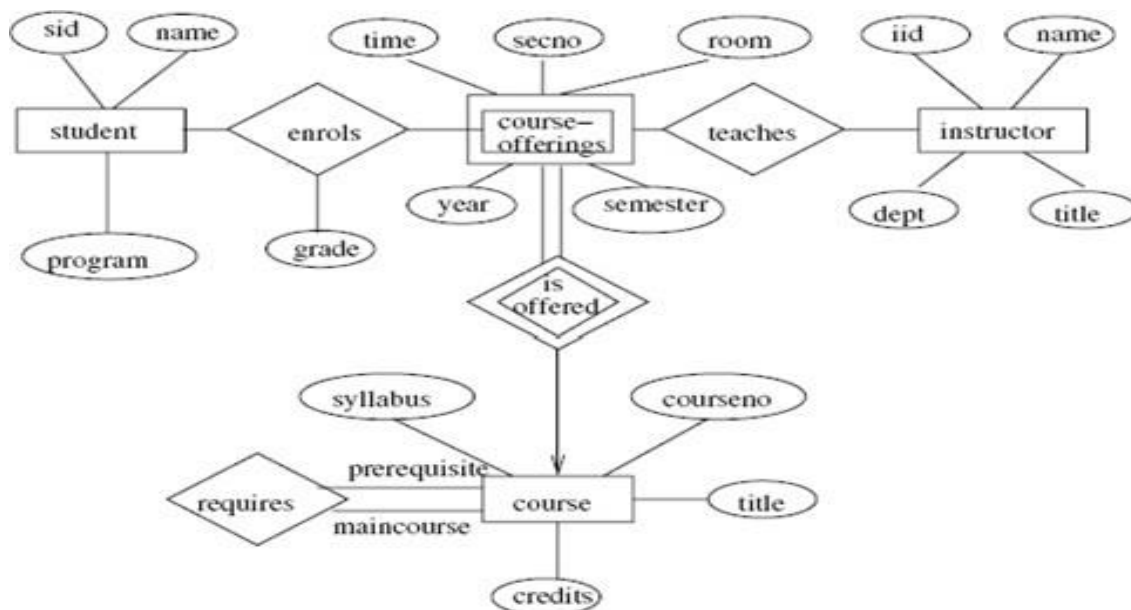 sid
name
time
secno
room
iid
name
student
enrols
course-
offerings
teaches
instructor
program
grade
year
semester
dept
title
is
offered
syllabus
courseno
requires
prerequisite
maincourse
course
title
credits